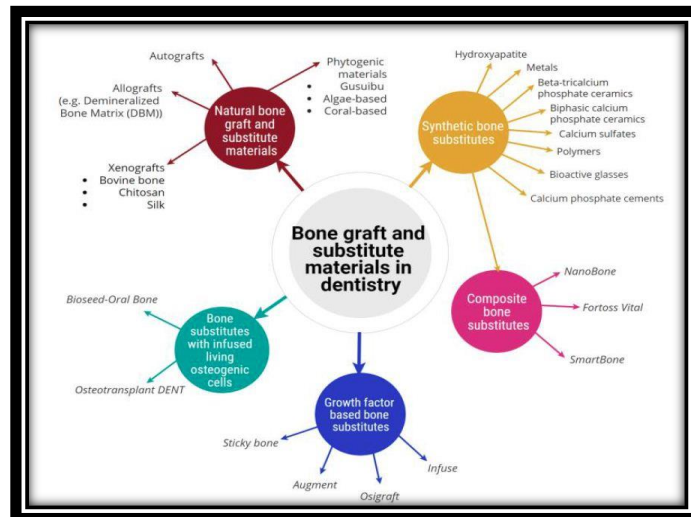 Autografts
Allografts
(e.g. Demineralized
Bone Matrix (DBM))
Phytogenic
materials
• Gusuibu
• Algae-based
• Coral-based
Natural bone
graft and
substitute
materials
Xenografts
• Bovine bone
• Chitosan
• Silk
Hydroxyapatite
Metals
Beta-tricalcium
phosphate ceramics
Biphasic calcium
phosphate ceramics
Calcium sulfates
Polymers
Bioactive glasses
Calcium phosphate cements
Synthetic bone
substitutes
Bone graft and
substitute
materials in
dentistry
NanoBone
Fortoss Vital
SmartBone
Composite
bone
substitutes
Bioseed-Oral Bone
Bone
substitutes
with infused
living
osteogenic
cells
Osteotransplant DENT
Growth factor
based bone
substitutes
Sticky bone
Augment
Osigraft
Infuse